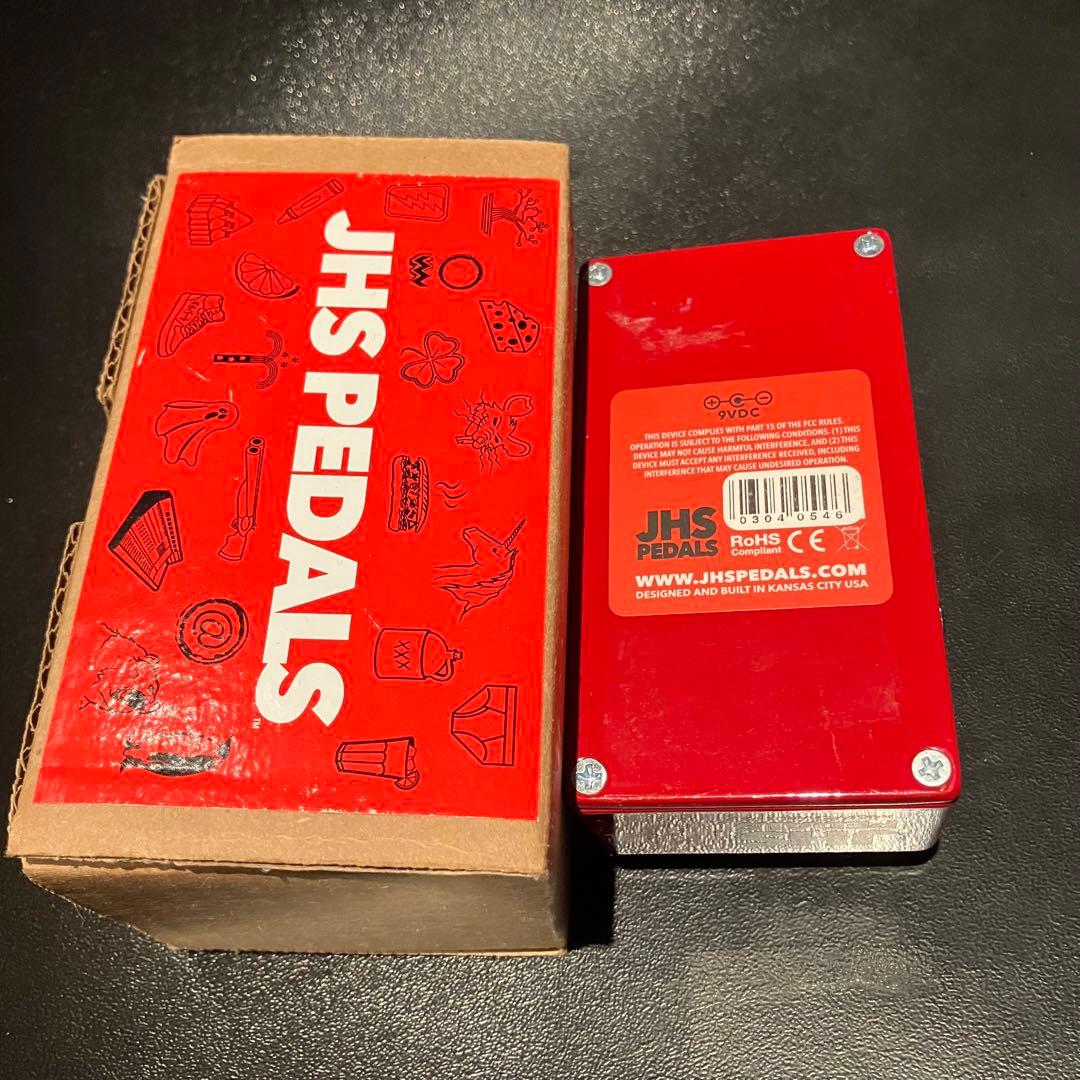 JHS PEDALS
™
XXX
@
9VDC
THIS DEVICE COMPLIES WITH PART 15 OF THE FCC RULES.
OPERATION IS SUBJECT TO THE FOLLOWING CONDITIONS. (1) THIS
DEVICE MAY NOT CAUSE HARMFUL INTERFERENCE, AND (2) THIS
DEVICE MUST ACCEPT ANY INTERFERENCE RECEIVED, INCLUDING
INTERFERENCE THAT MAY CAUSE UNDESIRED OPERATION.
0304 0546
JHS
PEDALS
RoHS
Compliant
CE
WWW.JHSPEDALS.COM
DESIGNED AND BUILT IN KANSAS CITY USA